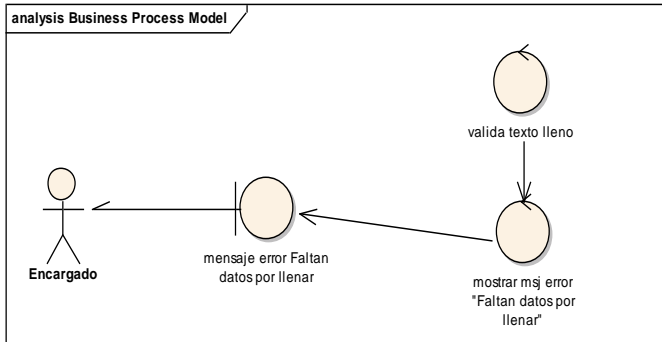 analysis Business Process Model
valida texto lleno
Encargado
mensaje error Faltan
datos por llenar
mostrar msj error
"Faltan datos por
llenar"